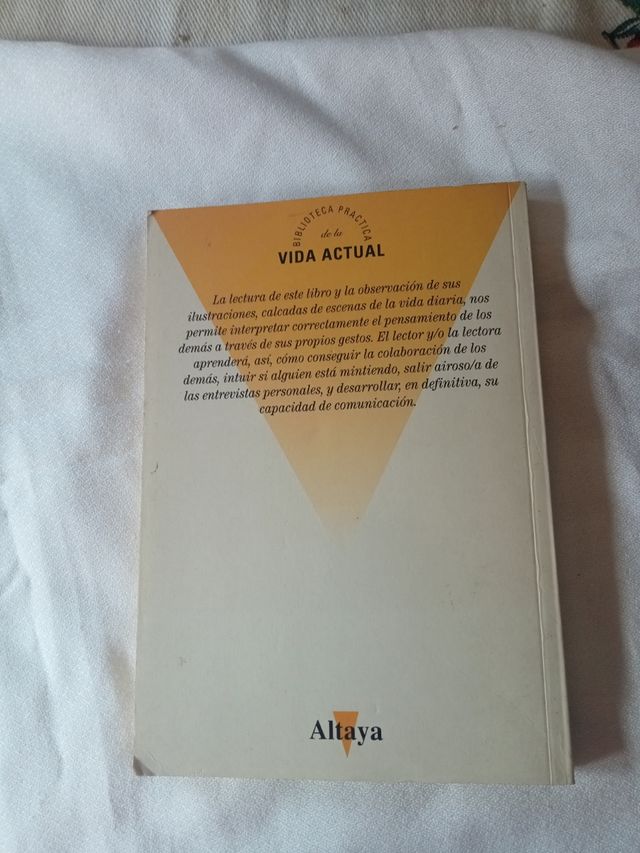 BIBLIOTECA PRACTICA
de la
VIDA ACTUAL
La lectura de este libro y la observación de sus
ilustraciones, calcadas de escenas de la vida diaria, nos
permite interpretar correctamente el pensamiento de los
demás a través de sus propios gestos. El lector y/o la lectora
aprenderá, así, cómo conseguir la colaboración de los
demás, intuir si alguien está mintiendo, salir airoso/a de
las entrevistas personales, y desarrollar, en definitiva, su
capacidad de comunicación.
Altaya